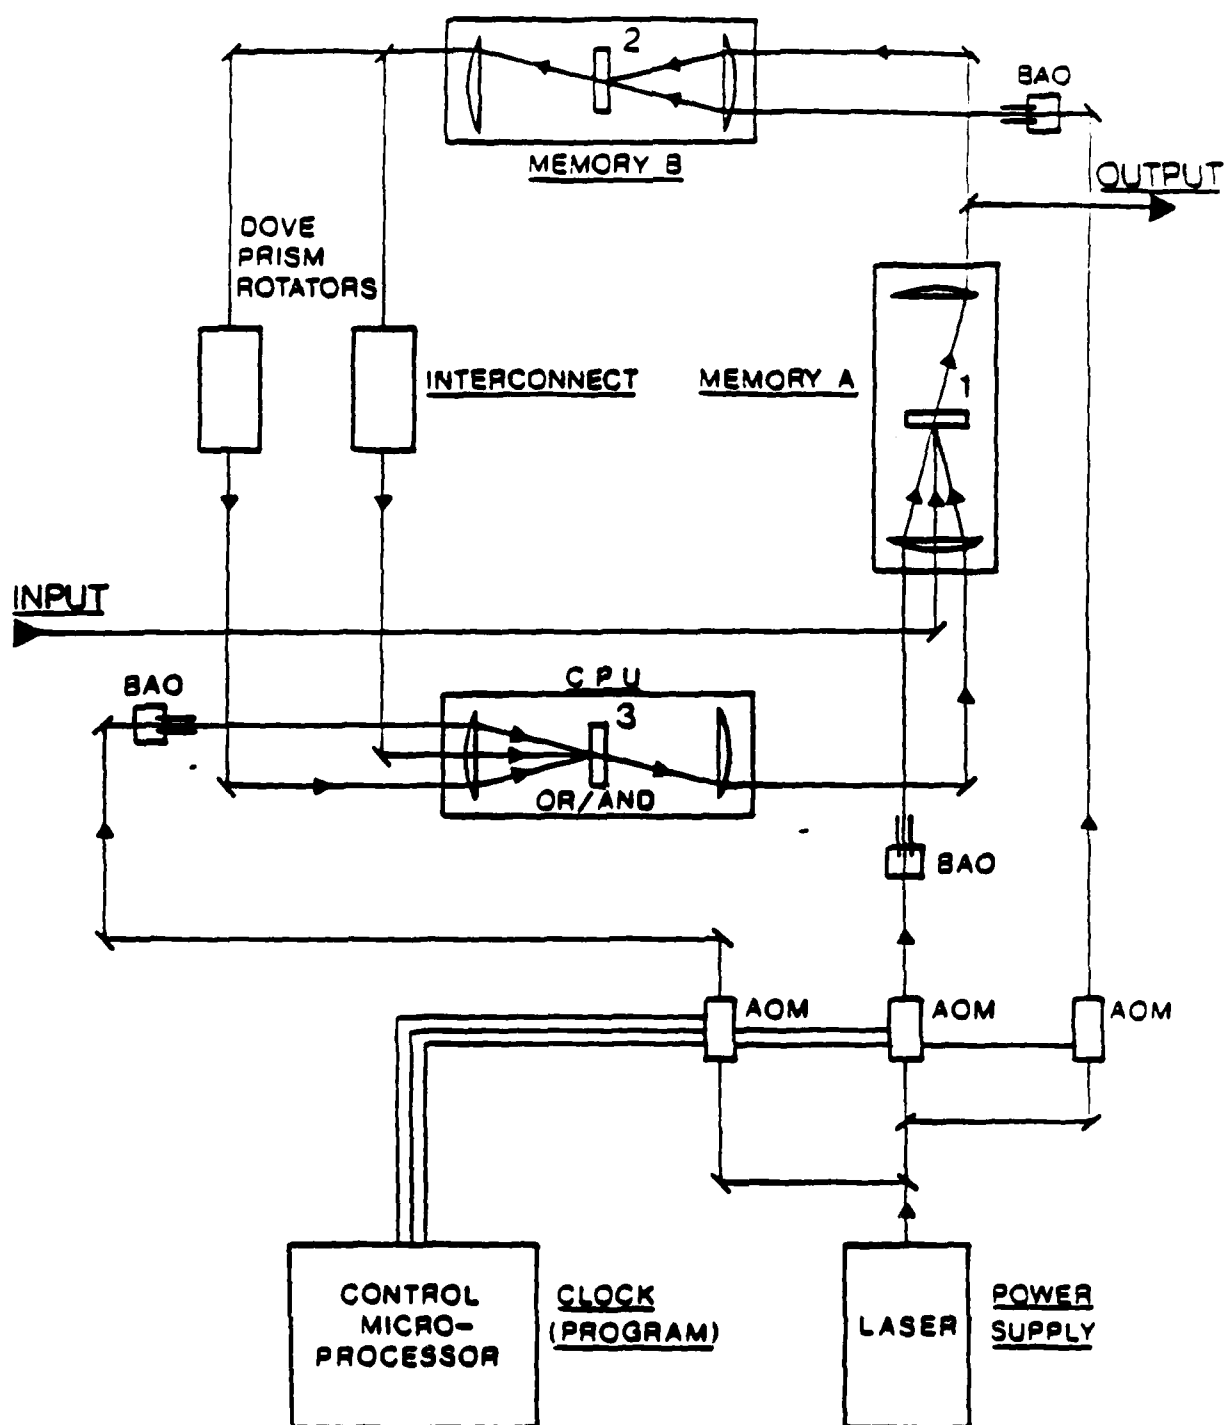 2
BAO
MEMORY B
OUTPUT
DOVE
PRISM
ROTATORS
INTERCONNECT
MEMORY A
1
INPUT
BAO
C P U
3
OR/AND
BAO
AOM
AOM
AOM
CONTROL
MICRO-
PROCESSOR
CLOCK
(PROGRAM)
LASER
POWER
SUPPLY